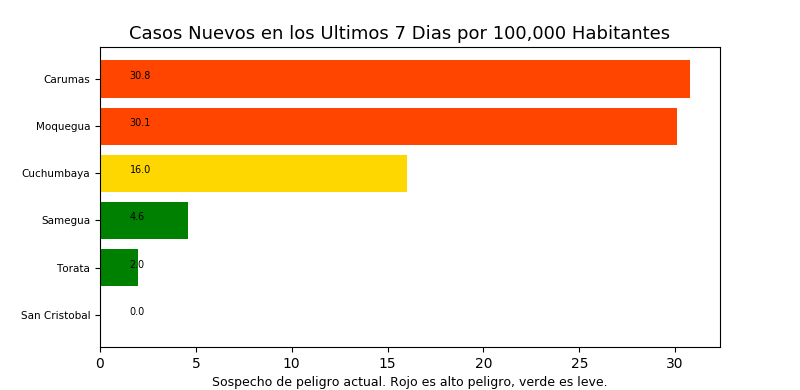 Casos Nuevos en los Ultimos 7 Dias por 100,000 Habitantes
Carumas 30.8
Moquegua 30.1
Cuchumbaya 16.0
Samegua 4.6
Torata 2.0
San Cristobal 0.0
0 5 10 15 20 25 30
Sospecho de peligro actual. Rojo es alto peligro, verde es leve.